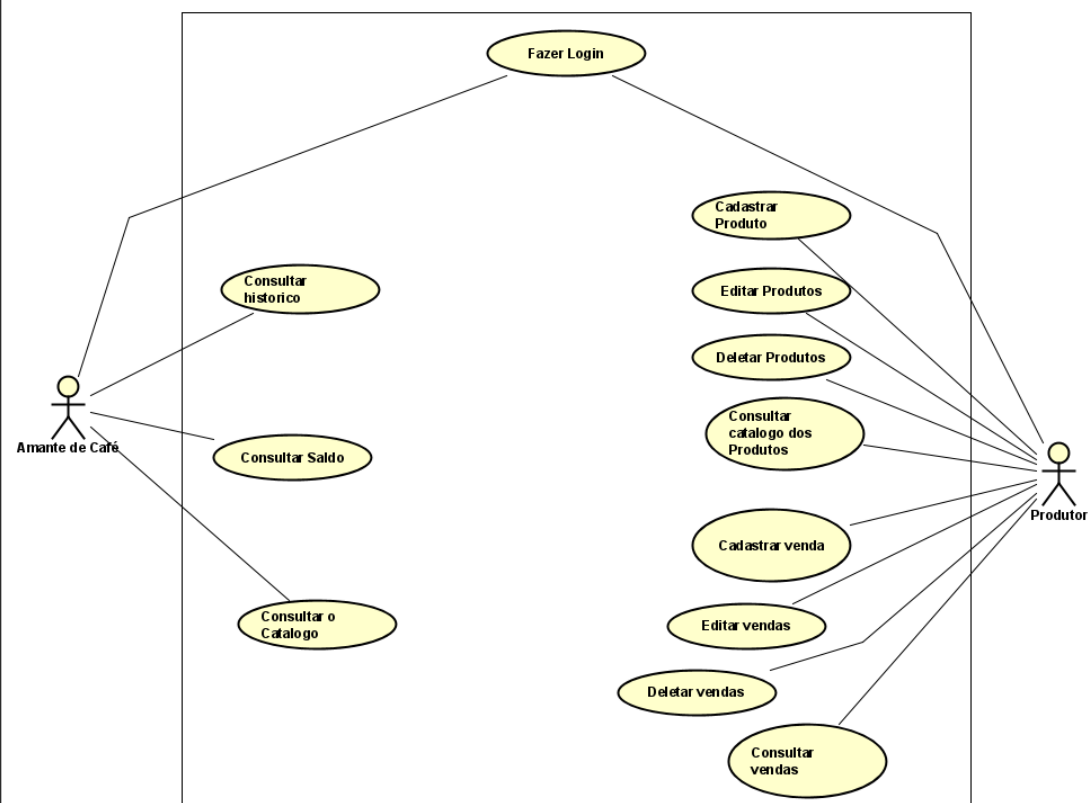 Fazer Login
Cadastrar
Produto
Consultar
historico
Editar Produtos
Deletar Produtos
Consultar
catalogo dos
Produtos
Amante de Café
Consultar Saldo
Produtor
Cadastrar venda
Consultar o
Catalogo
Editar vendas
Deletar vendas
Consultar
vendas